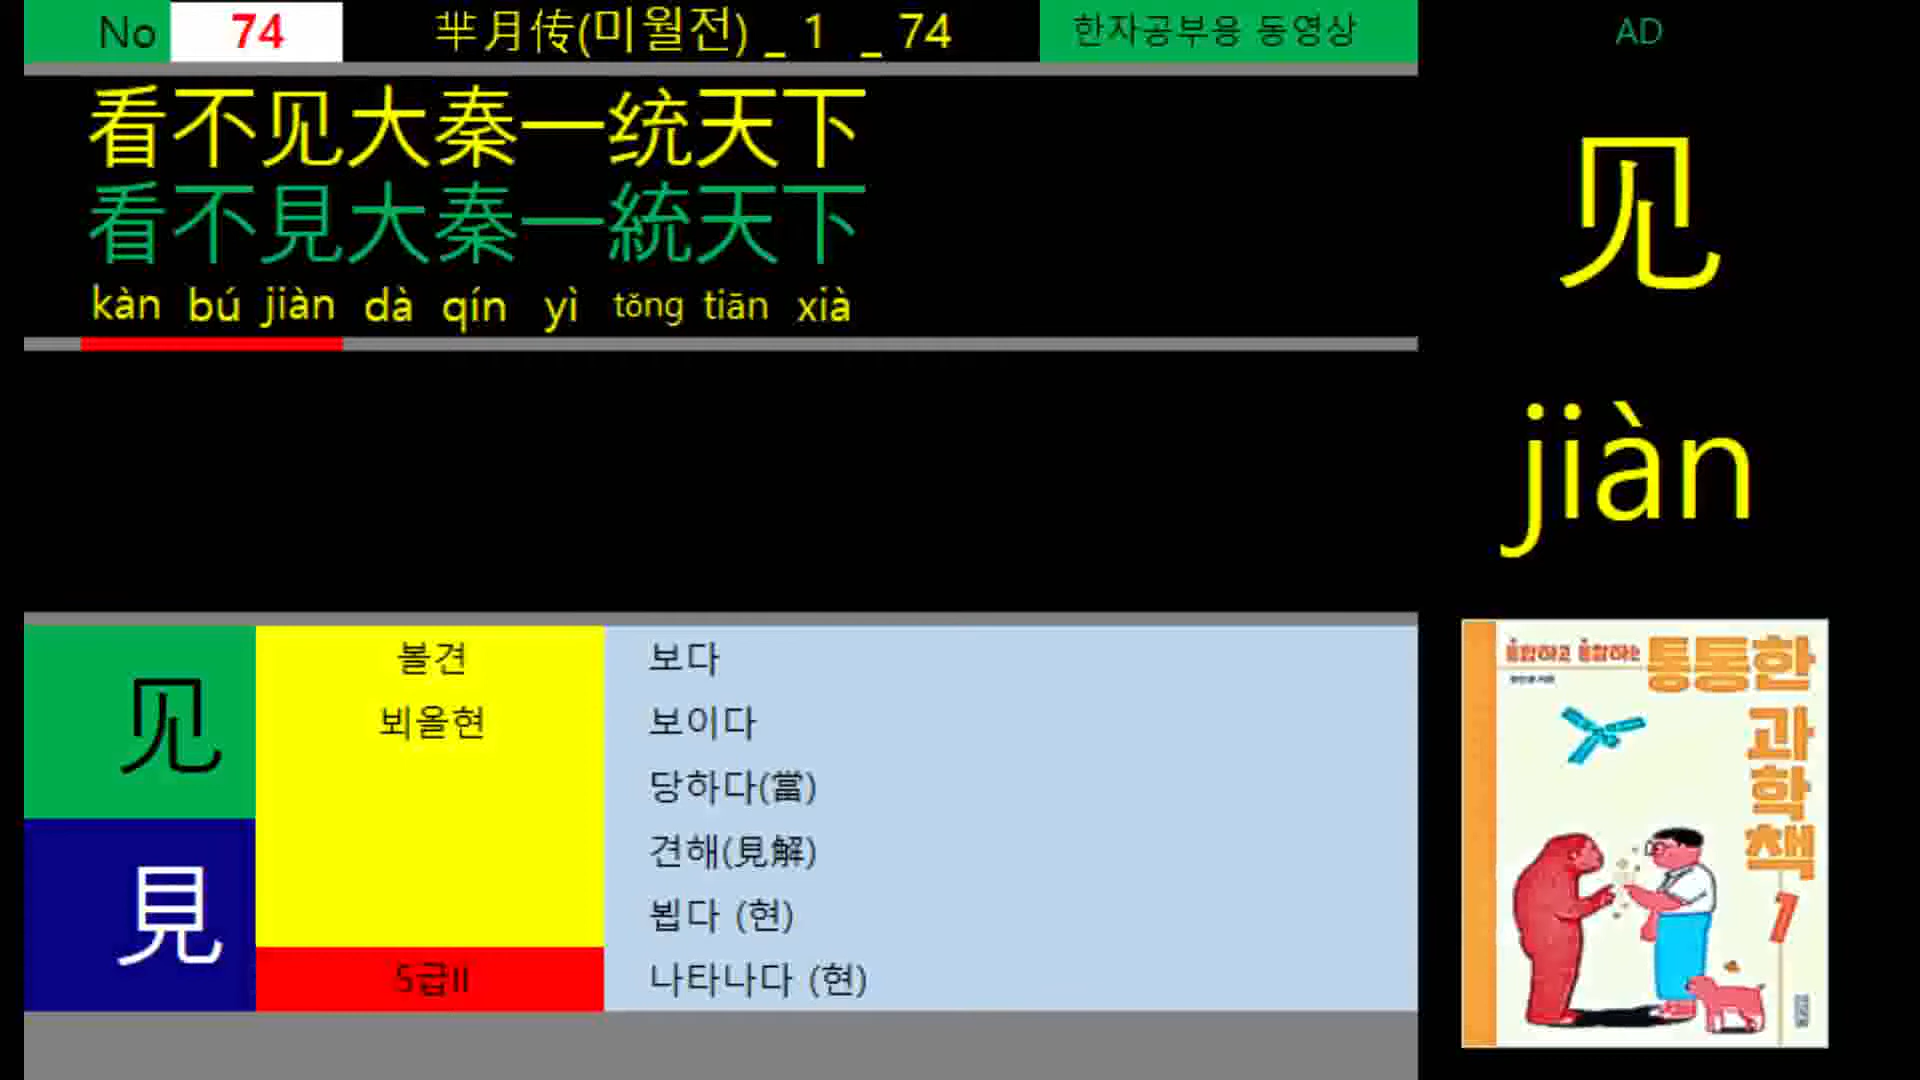 No 74 芈月传(미월전) _ 1 _ 74 한자공부용 동영상 AD
看不见大秦一统天下
看不見大秦一統天下
kàn bú jiàn dà qín yì tǒng tiān xià
见
jiàn
见
見
볼견
뵈올현
5급II
보다
보이다
당하다(當)
견해(見解)
뵙다 (현)
나타나다 (현)
통통한
과학책
1